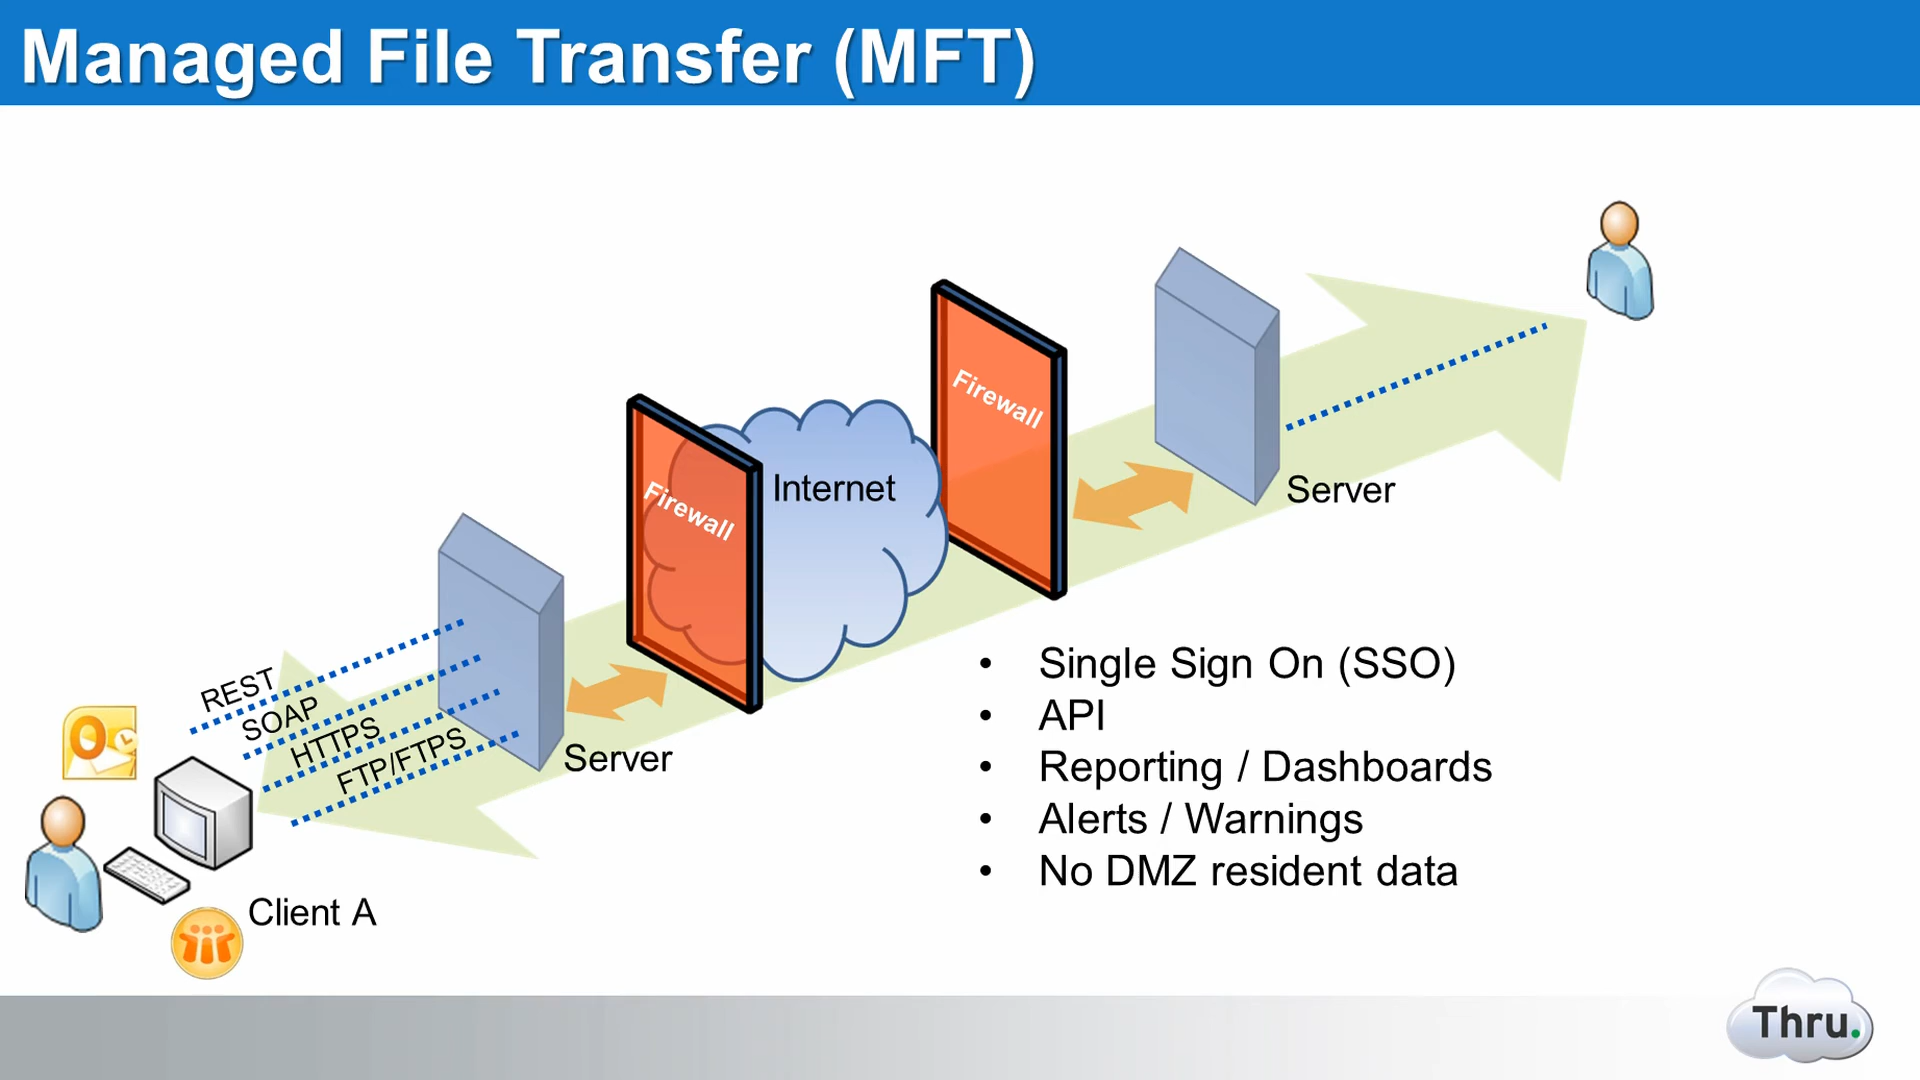 Managed File Transfer (MFT)
Firewall
Internet
Firewall
Server
REST
SOAP
HTTPS
FTP/FTPS
Server
Client A
• Single Sign On (SSO)
• API
• Reporting / Dashboards
• Alerts / Warnings
• No DMZ resident data
Thru.